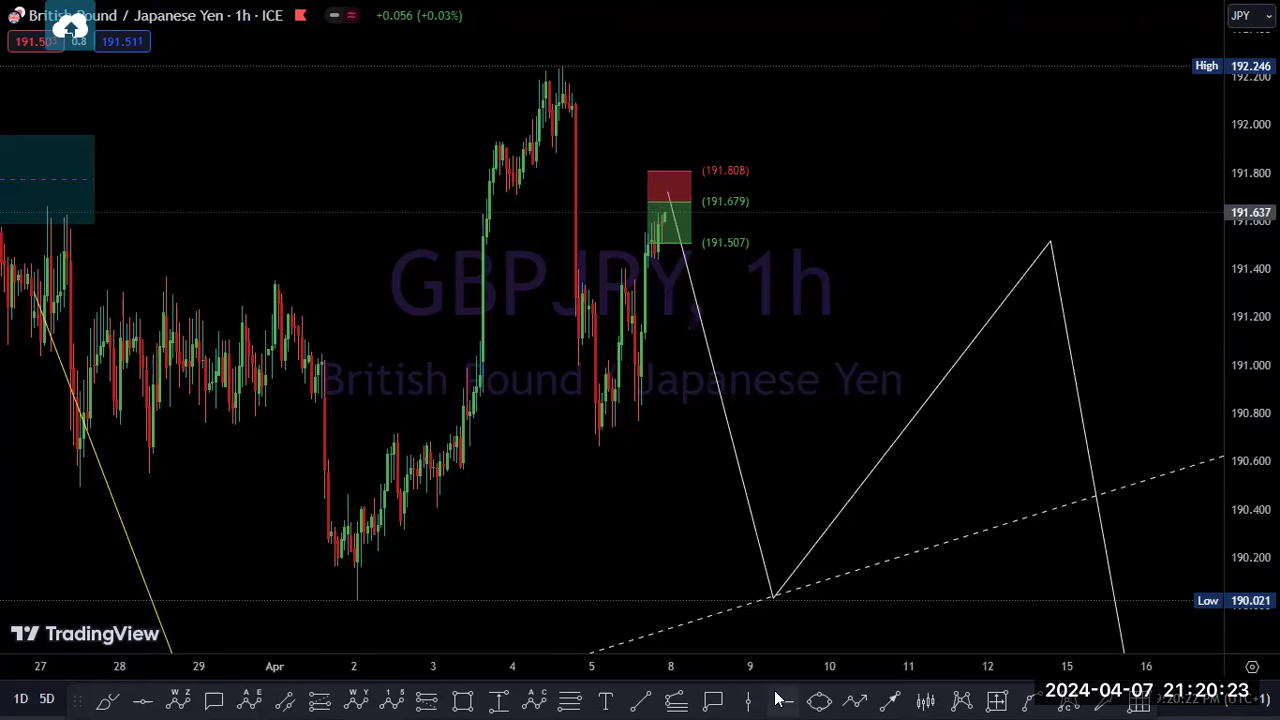 British Pound / Japanese Yen · 1h · ICE
+0.056 (+0.03%)
JPY
0.8
191.511
High 192.246
192.200
192.000
191.800
191.637
191.400
191.200
191.000
190.800
190.600
190.400
190.200
Low 190.021
(191.808)
(191.679)
(191.507)
GBPJPY, 1h
British Pound / Japanese Yen
TradingView
27 28 29 Apr 2 3 4 5 8 9 10 11 12 15 16
1D 5D
W Z
A E
W Y
1 5
A C
T
2024-04-07 21:20:23